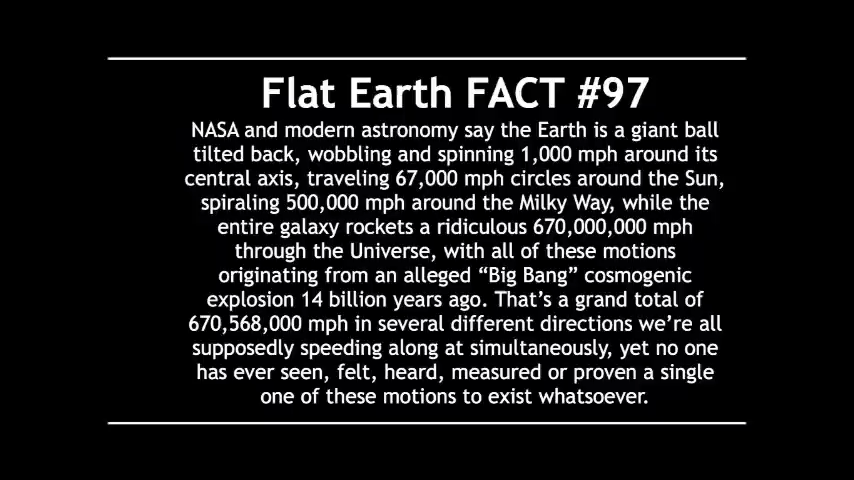 Flat Earth FACT #97
NASA and modern astronomy say the Earth is a giant ball
tilted back, wobbling and spinning 1,000 mph around its
central axis, traveling 67,000 mph circles around the Sun,
spiraling 500,000 mph around the Milky Way, while the
entire galaxy rockets a ridiculous 670,000,000 mph
through the Universe, with all of these motions
originating from an alleged “Big Bang” cosmogenic
explosion 14 billion years ago. That’s a grand total of
670,568,000 mph in several different directions we’re all
supposedly speeding along at simultaneously, yet no one
has ever seen, felt, heard, measured or proven a single
one of these motions to exist whatsoever.